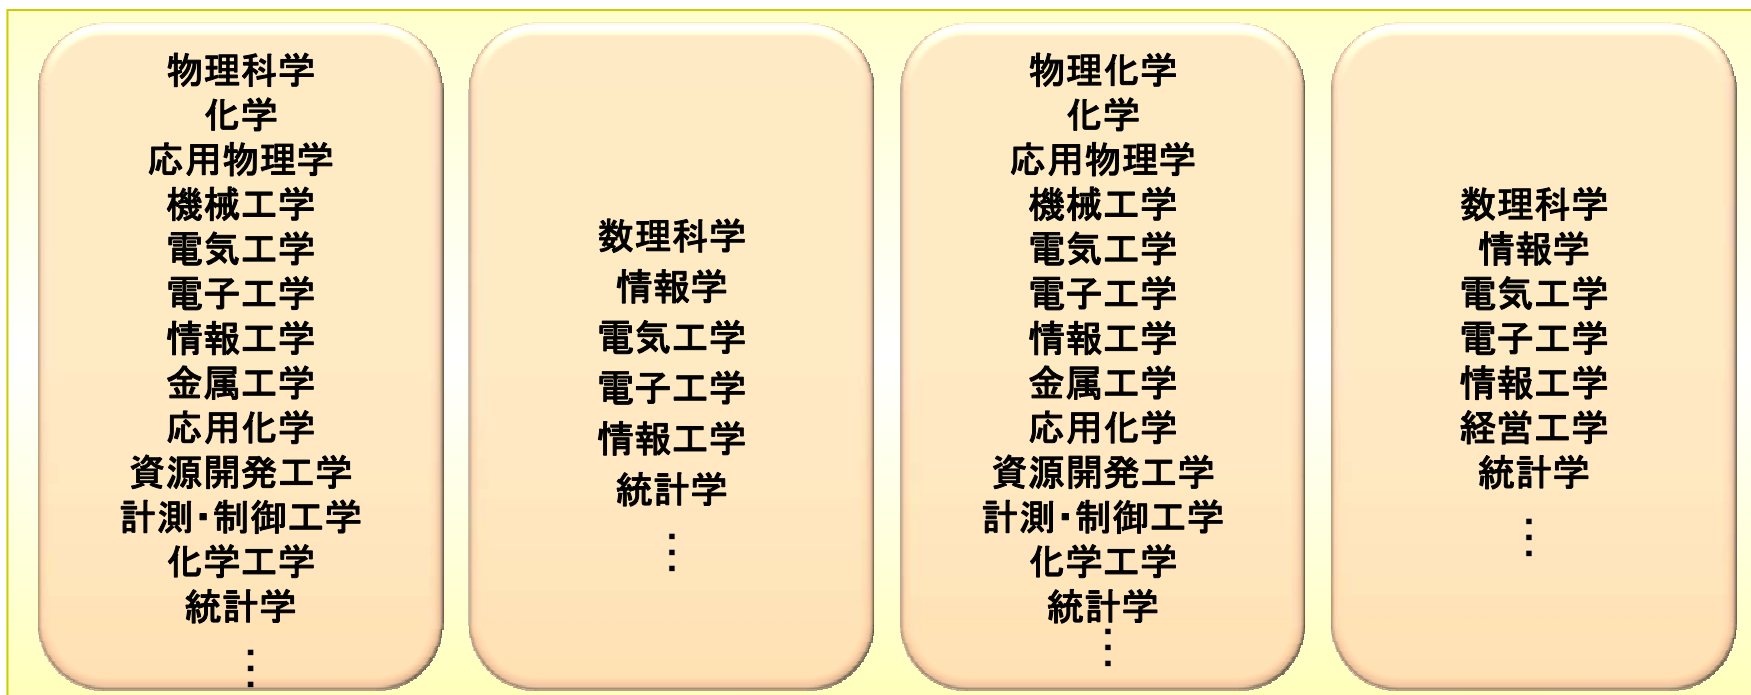 物理科学
化学
応用物理学
機械工学
電気工学
電子工学
情報工学
金属工学
応用化学
資源開発工学
計測・制御工学
化学工学
統計学
⋮
数理科学
情報学
電気工学
電子工学
情報工学
統計学
⋮
物理化学
化学
応用物理学
機械工学
電気工学
電子工学
情報工学
金属工学
応用化学
資源開発工学
計測・制御工学
化学工学
統計学
⋮
数理科学
情報学
電気工学
電子工学
情報工学
経営工学
統計学
⋮